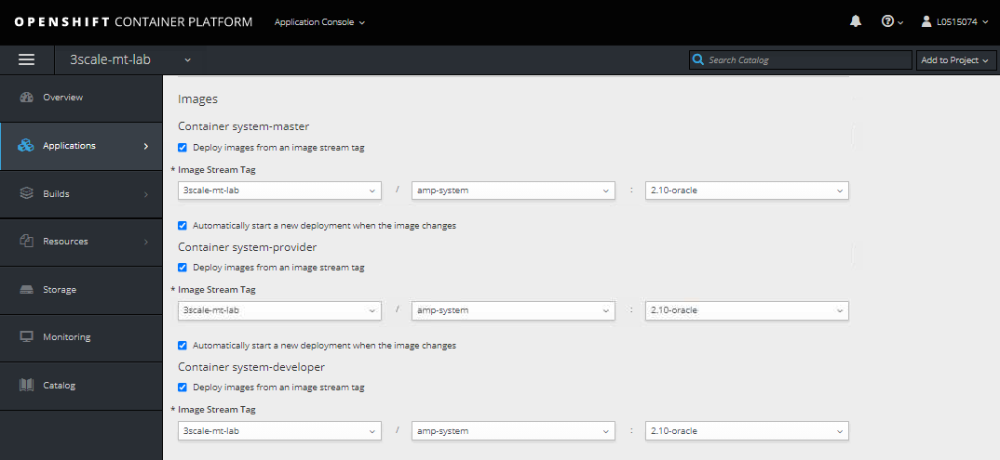 OPENSHIFT CONTAINER PLATFORM Application Console L0515074
3scale-mt-lab Search Catalog Add to Project
Overview
Applications
Builds
Resources
Storage
Monitoring
Catalog
Images
Container system-master
Deploy images from an image stream tag
* Image Stream Tag
3scale-mt-lab / amp-system : 2.10-oracle
Automatically start a new deployment when the image changes
Container system-provider
Deploy images from an image stream tag
* Image Stream Tag
3scale-mt-lab / amp-system : 2.10-oracle
Automatically start a new deployment when the image changes
Container system-developer
Deploy images from an image stream tag
* Image Stream Tag
3scale-mt-lab / amp-system : 2.10-oracle